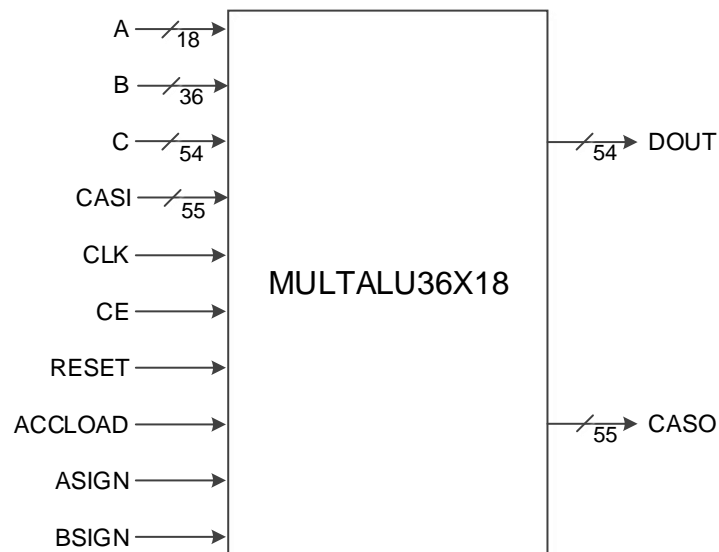 A 18
B 36
C 54
CASI 55
CLK
CE
RESET
ACCLOAD
ASIGN
BSIGN
MULTALU36X18
54 DOUT
55 CASO